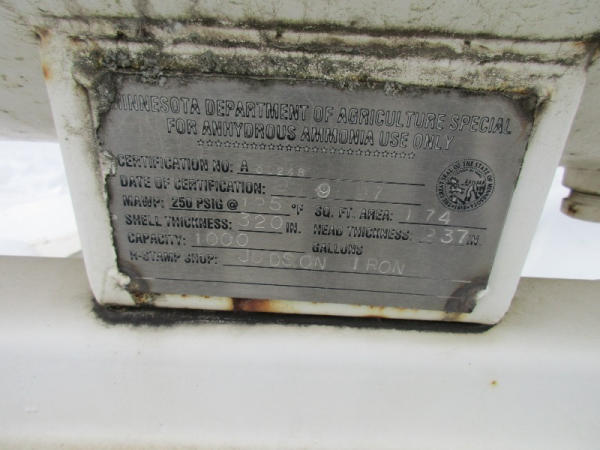 MINNESOTA DEPARTMENT OF AGRICULTURE SPECIAL
FOR ANHYDROUS AMMONIA USE ONLY
CERTIFICATION NO: A
DATE OF CERTIFICATION: 9
MAWP: 250 PSIG @ 125 °F SQ. FT. AREA: 174
SHELL THICKNESS: 320 IN. HEAD THICKNESS: 237 IN.
CAPACITY: 1000 GALLONS
R-STAMP SHOP: JUDSON IRON